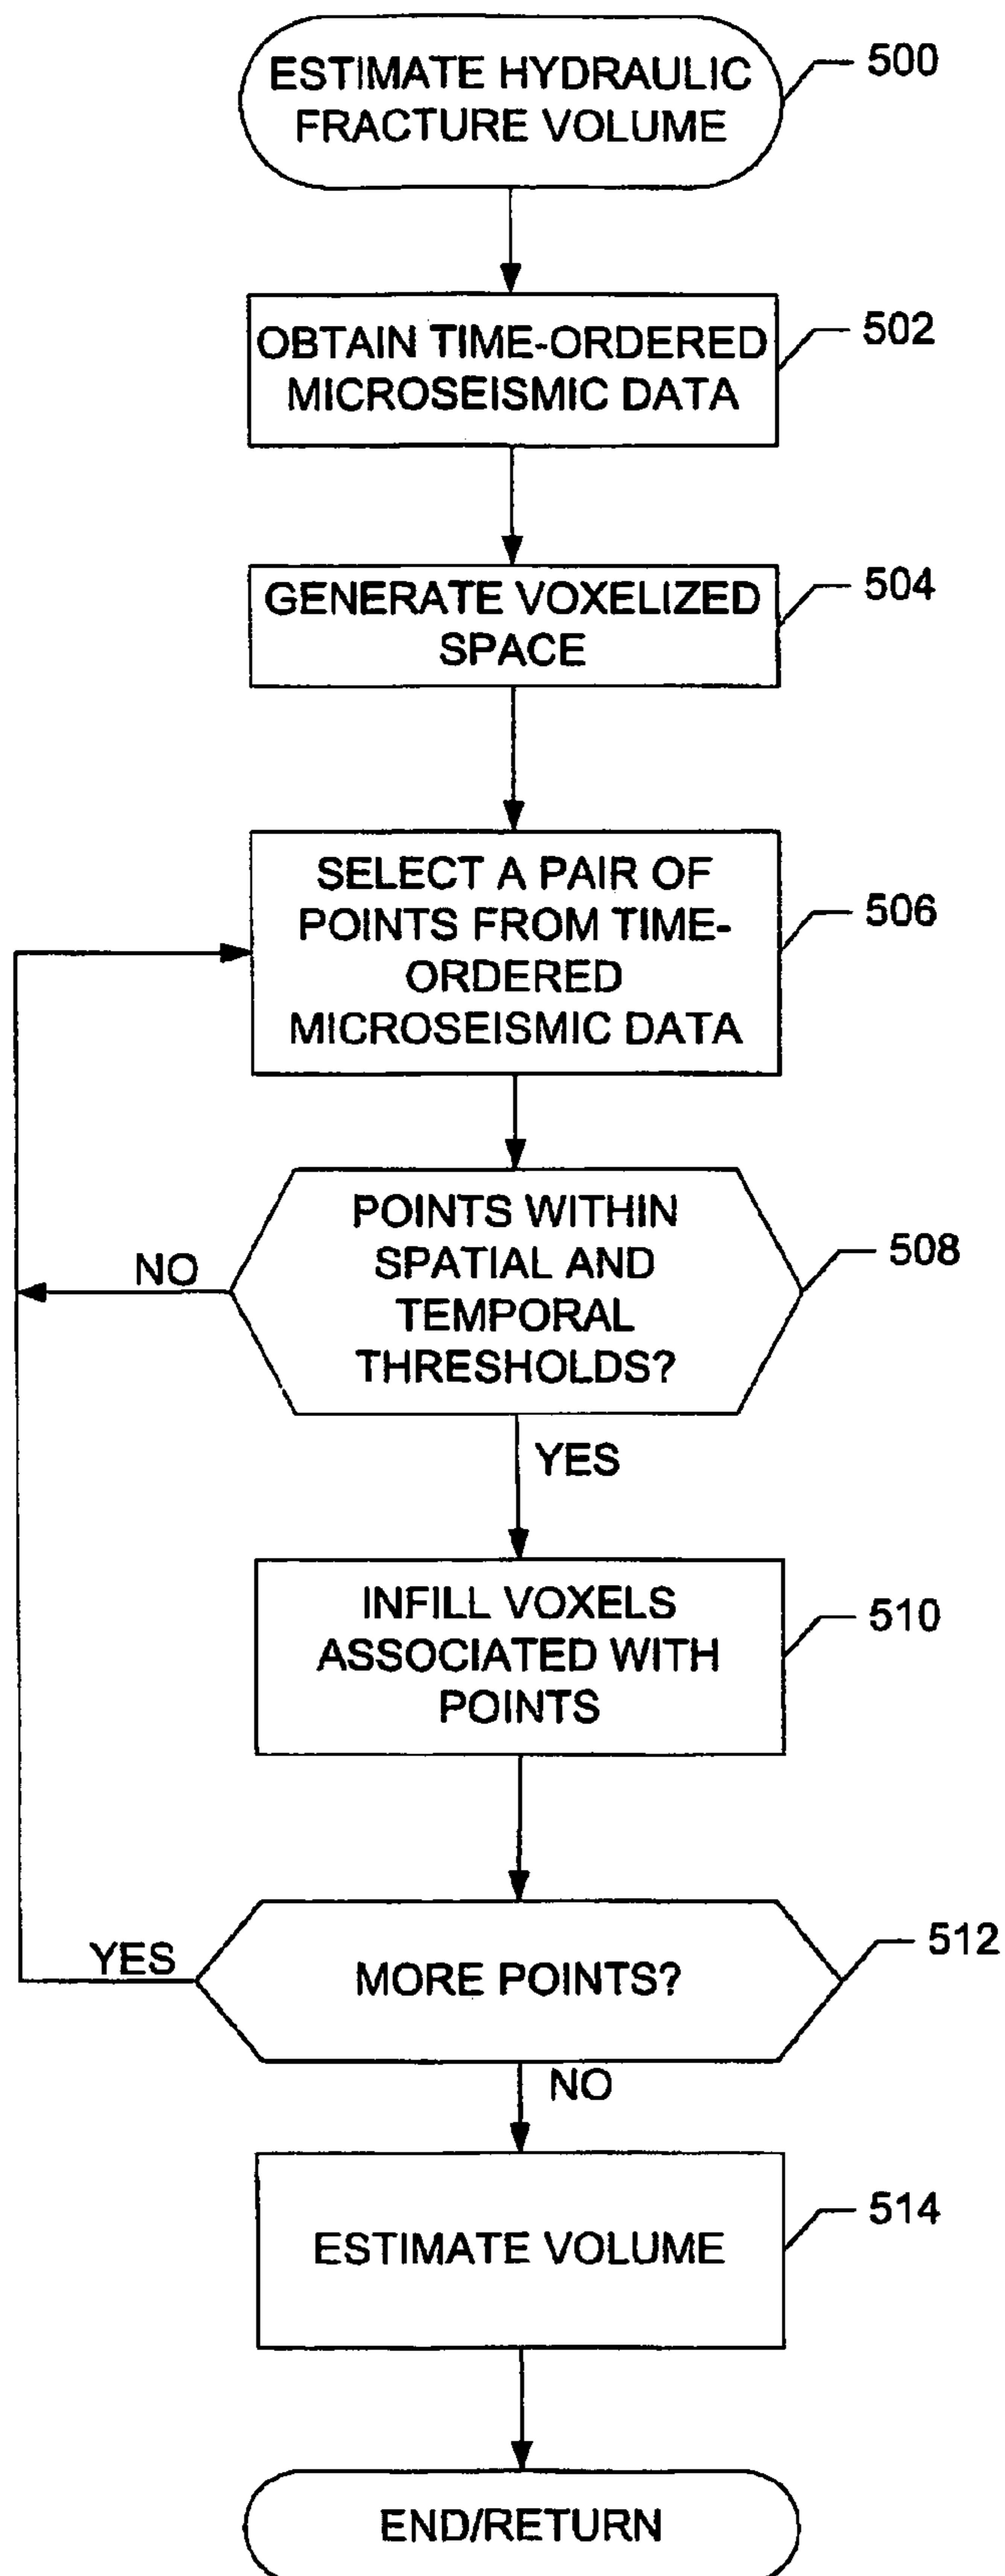 ESTIMATE HYDRAULIC
FRACTURE VOLUME
500
OBTAIN TIME-ORDERED
MICROSEISMIC DATA
502
GENERATE VOXELIZED
SPACE
504
SELECT A PAIR OF
POINTS FROM TIME-
ORDERED
MICROSEISMIC DATA
506
POINTS WITHIN
SPATIAL AND
TEMPORAL
THRESHOLDS?
508
NO
YES
INFILL VOXELS
ASSOCIATED WITH
POINTS
510
MORE POINTS?
512
YES
NO
ESTIMATE VOLUME
514
END/RETURN